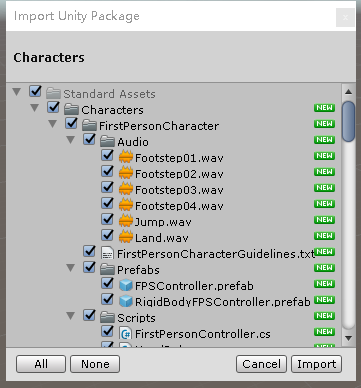 Import Unity Package
x
Characters
Standard Assets
Characters NEW
FirstPersonCharacter NEW
Audio NEW
Footstep01.wav NEW
Footstep02.wav NEW
Footstep03.wav NEW
Footstep04.wav NEW
Jump.wav NEW
Land.wav NEW
FirstPersonCharacterGuidelines.txt NEW
Prefabs NEW
FPSController.prefab NEW
RigidBodyFPSController.prefab NEW
Scripts NEW
FirstPersonController.cs NEW
All None Cancel Import